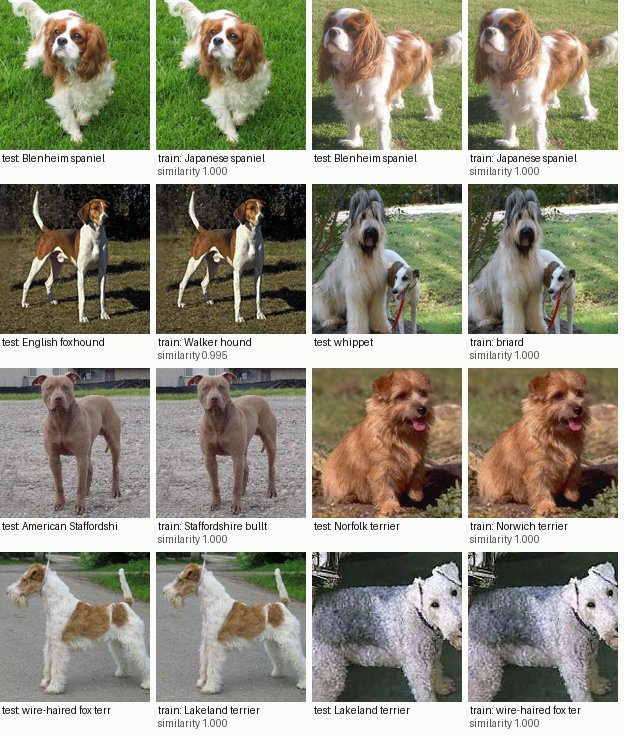 test: Blenheim spaniel
train: Japanese spaniel
test: Blenheim spaniel
train: Japanese spaniel
similarity 1.000
similarity 1.000
test: English foxhound
train: Walker hound
test: whippet
train: briard
similarity 0.995
similarity 1.000
test: American Staffordshi
train: Staffordshire bullt
test: Norfolk terrier
train: Norwich terrier
similarity 1.000
similarity 1.000
test: wire-haired fox terr
train: Lakeland terrier
test: Lakeland terrier
train: wire-haired fox ter
similarity 1.000
similarity 1.000